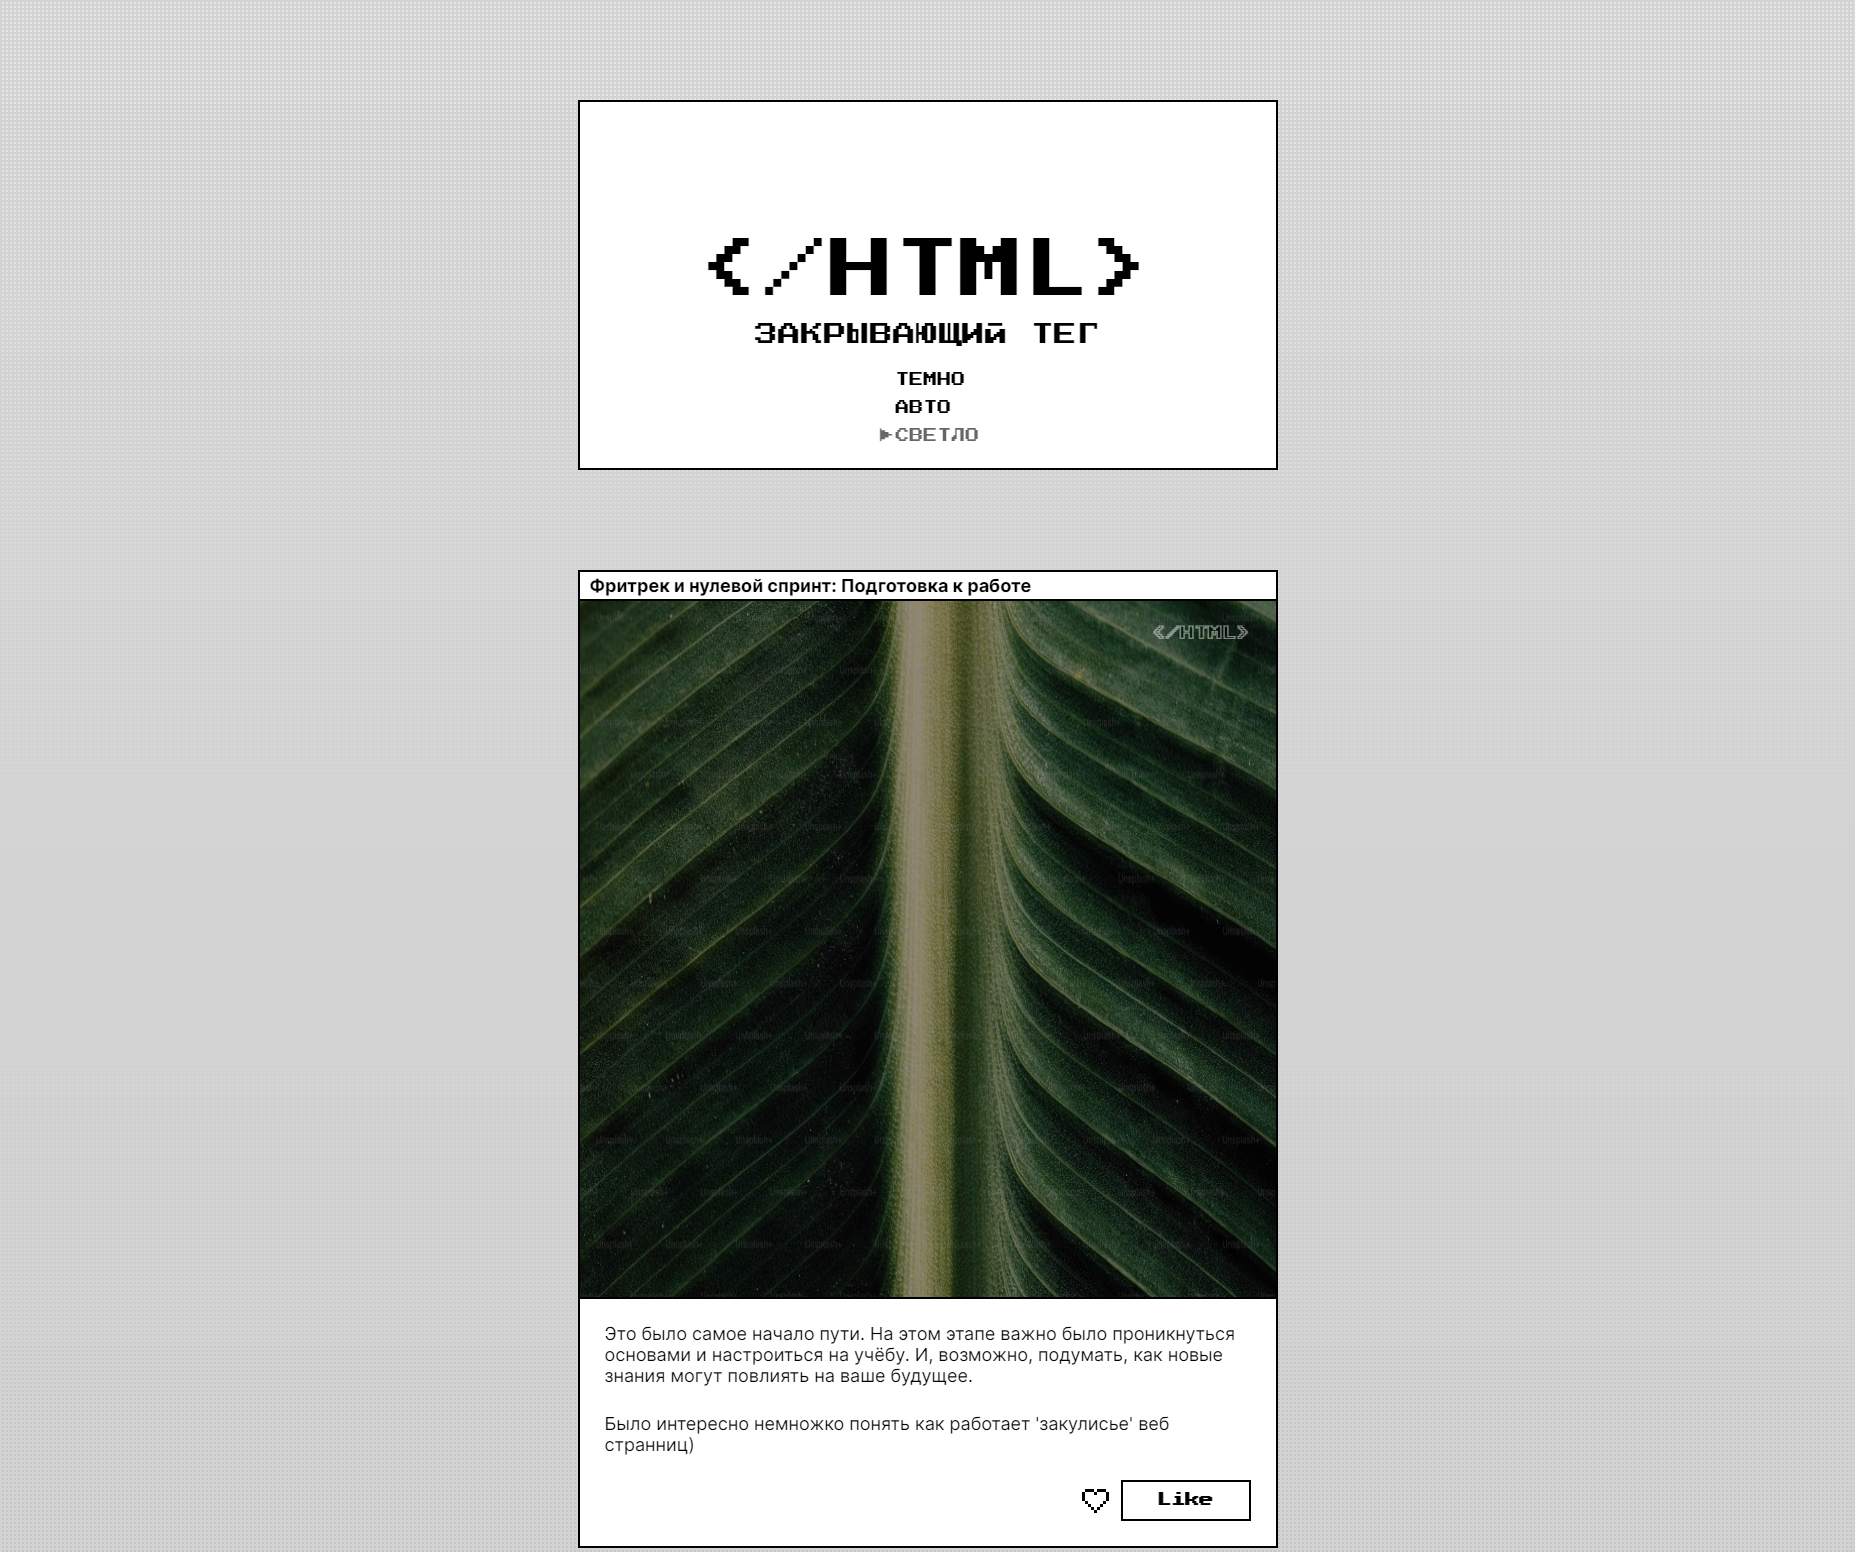 </HTML>
ЗАКРЫВАЮЩИй ТЕГ
ТЕМНО
АВТО
▶СВЕТЛО
Фритрек и нулевой спринт: Подготовка к работе
</HTML>
Это было самое начало пути. На этом этапе важно было проникнуться
основами и настроиться на учёбу. И, возможно, подумать, как новые
знания могут повлиять на ваше будущее.
Было интересно немножко понять как работает 'закулисье' веб
странниц)
Like